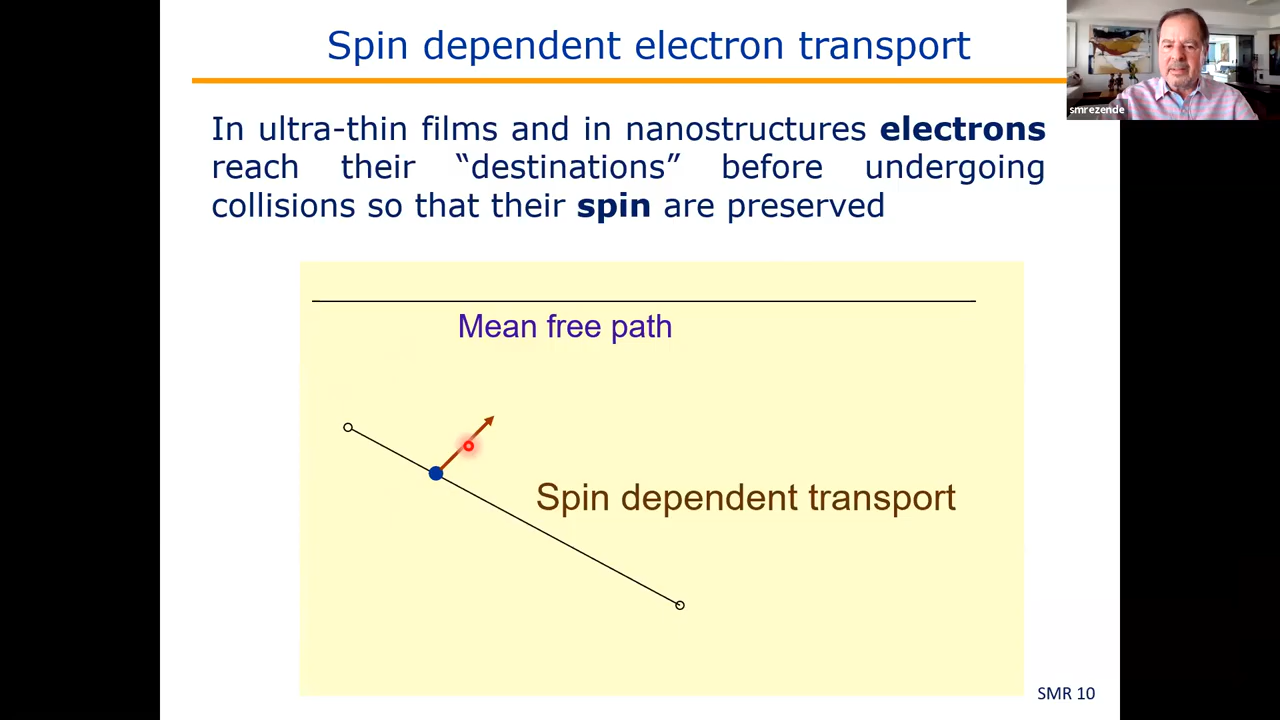 Spin dependent electron transport
smrezende
In ultra-thin films and in nanostructures electrons
reach their “destinations” before undergoing
collisions so that their spin are preserved
Mean free path
Spin dependent transport
SMR 10